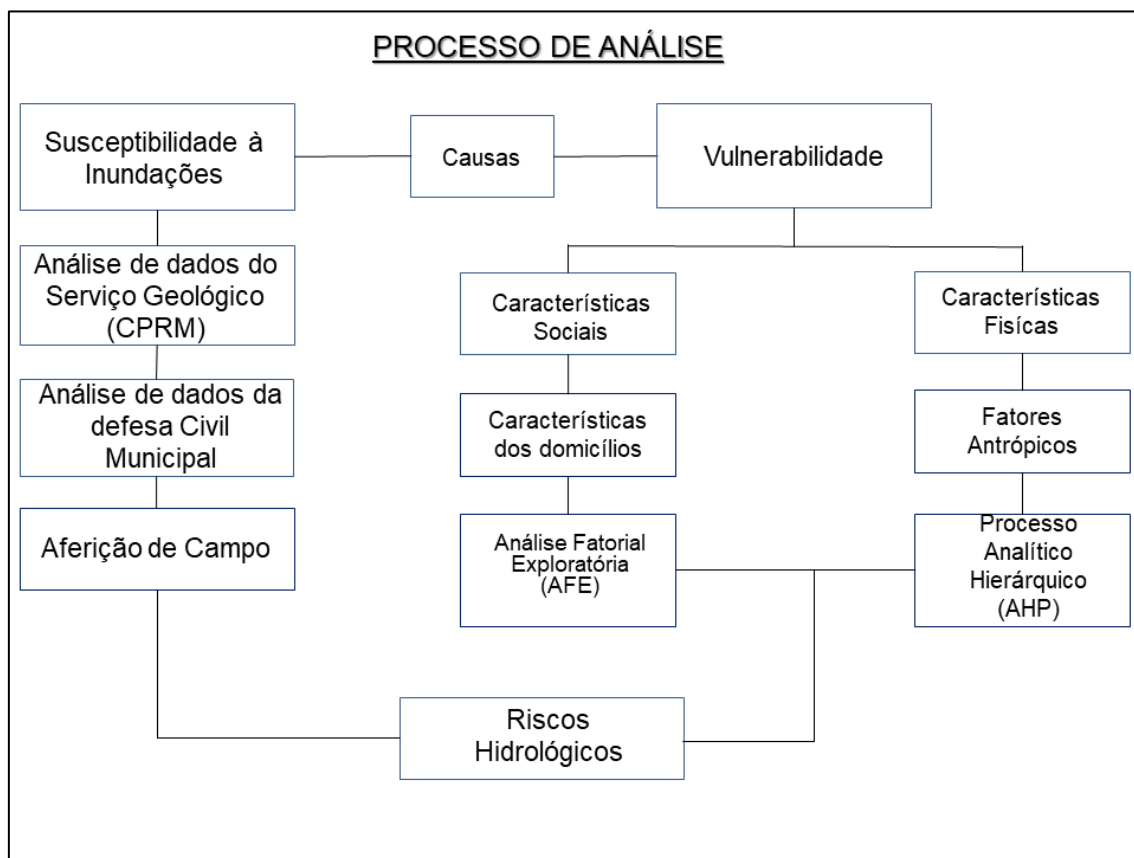 PROCESSO DE ANÁLISE
Susceptibilidade à
Inundações
Causas
Vulnerabilidade
Análise de dados do
Serviço Geológico
(CPRM)
Análise de dados da
defesa Civil
Municipal
Aferição de Campo
Características
Sociais
Características
dos domicílios
Análise Fatorial
Exploratória
(AFE)
Características
Fisícas
Fatores
Antrópicos
Processo
Analítico
Hierárquico
(AHP)
Riscos
Hidrológicos